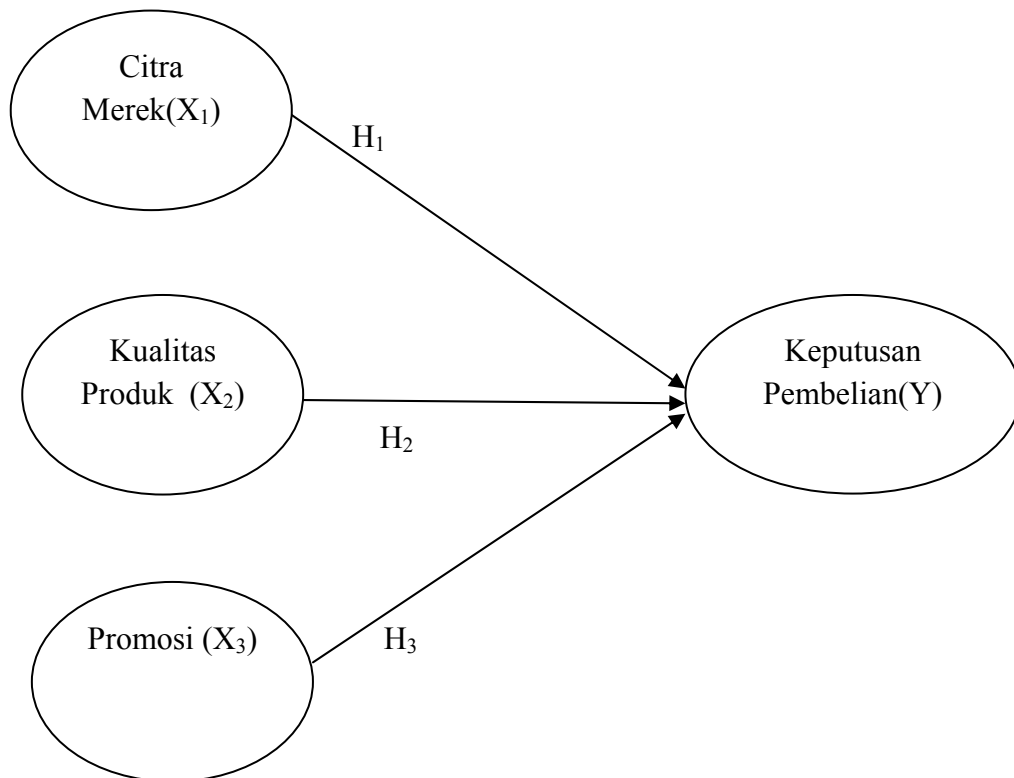 Citra
Merek(X₁)
H₁
Kualitas
Produk (X₂)
H₂
Keputusan
Pembelian(Y)
Promosi (X₃)
H₃